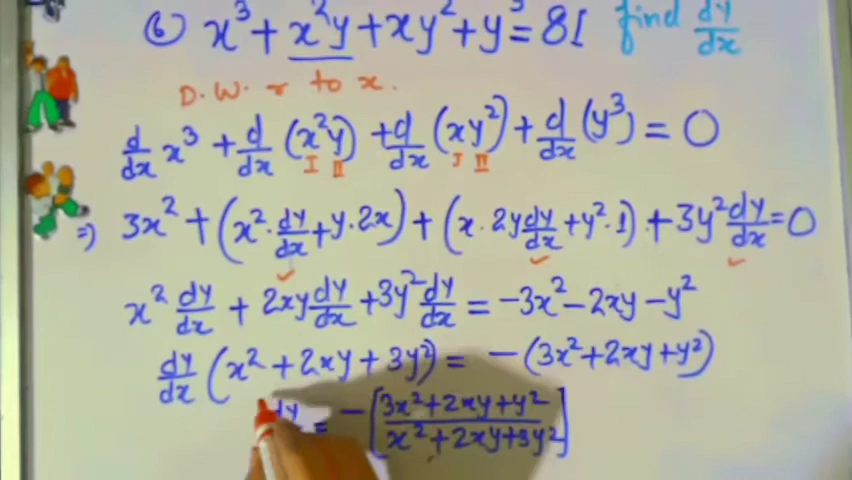 ⑥ x³ + x²y + xy² + y³ = 81 find dy/dx
D. W. r to x.
d/dx x³ + d/dx (x²y) + d/dx (xy²) + d/dx (y³) = 0
I II I II
⇒ 3x² + (x² · dy/dx + y · 2x) + (x · 2y dy/dx + y² · 1) + 3y² dy/dx = 0
x² dy/dx + 2xy dy/dx + 3y² dy/dx = -3x² - 2xy - y²
dy/dx (x² + 2xy + 3y²) = -(3x² + 2xy + y²)
dy = -[3x² + 2xy + y² / x² + 2xy + 3y²]